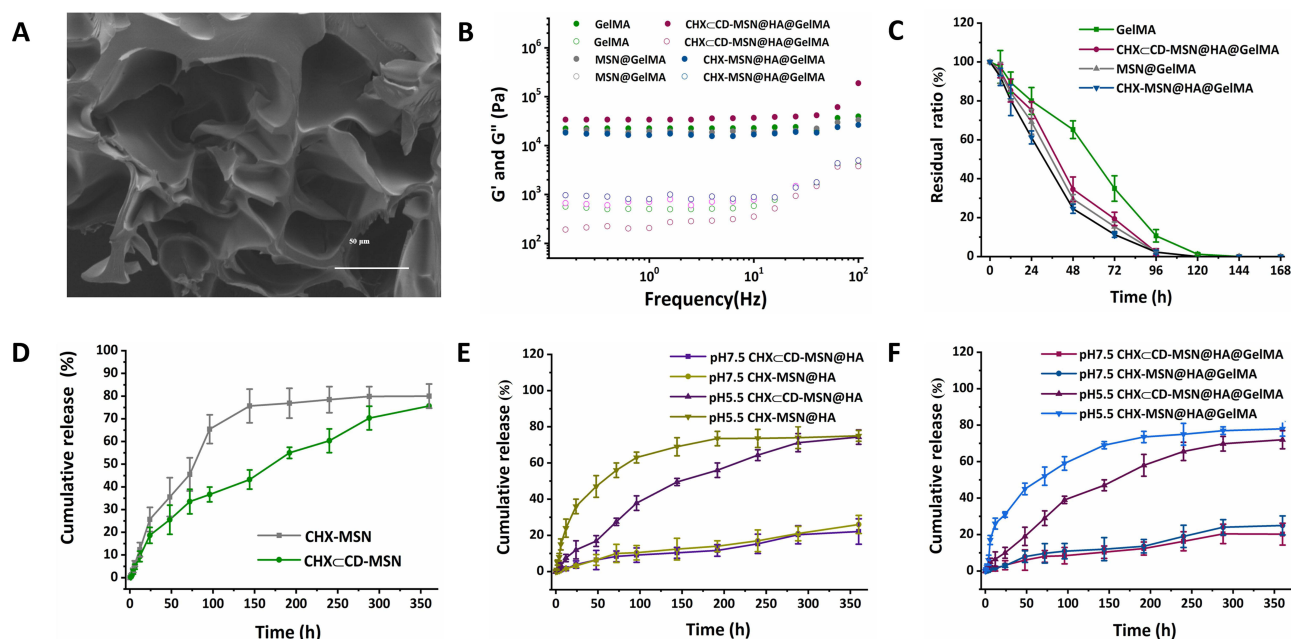 A
50 μm
B
GelMA
CHX⊂CD-MSN@HA@GelMA
GelMA
CHX⊂CD-MSN@HA@GelMA
MSN@GelMA
CHX-MSN@HA@GelMA
MSN@GelMA
CHX-MSN@HA@GelMA
G' and G'' (Pa)
10⁶
10⁵
10⁴
10³
10²
10⁰
10¹
10²
Frequency(Hz)
C
GelMA
CHX⊂CD-MSN@HA@GelMA
MSN@GelMA
CHX-MSN@HA@GelMA
Residual ratio (%)
120
100
80
60
40
20
0
0 24 48 72 96 120 144 168
Time (h)
D
Cumulative release (%)
100
90
80
70
60
50
40
30
20
10
0
CHX-MSN
CHX⊂CD-MSN
0 50 100 150 200 250 300 350
Time (h)
E
pH7.5 CHX⊂CD-MSN@HA
pH7.5 CHX-MSN@HA
pH5.5 CHX⊂CD-MSN@HA
pH5.5 CHX-MSN@HA
Cumulative release (%)
120
100
80
60
40
20
0
0 50 100 150 200 250 300 350
Time (h)
F
pH7.5 CHX⊂CD-MSN@HA@GelMA
pH7.5 CHX-MSN@HA@GelMA
pH5.5 CHX⊂CD-MSN@HA@GelMA
pH5.5 CHX-MSN@HA@GelMA
Cumulative release (%)
120
100
80
60
40
20
0
0 50 100 150 200 250 300 350
Time (h)